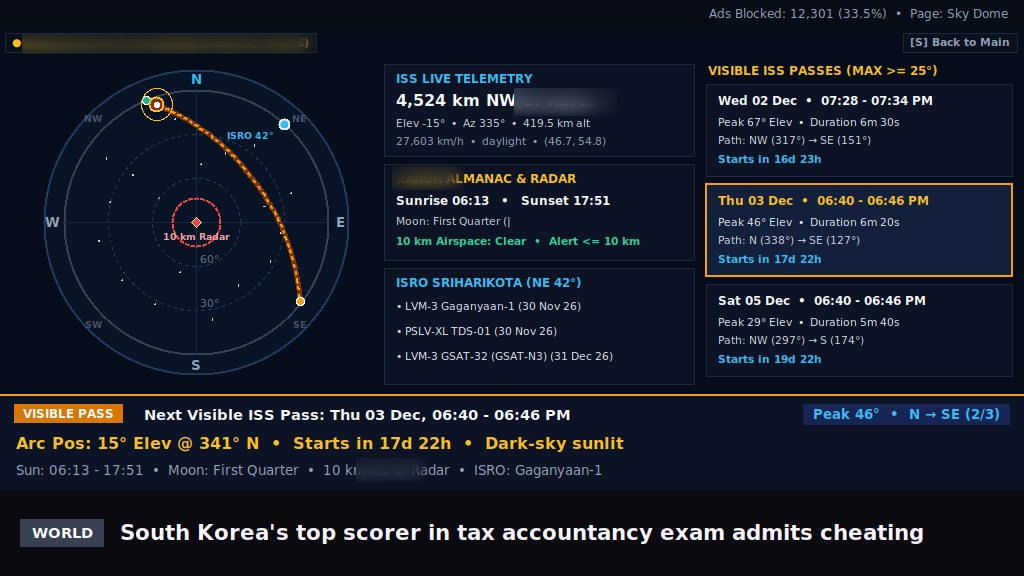 Ads Blocked: 12,301 (33.5%) • Page: Sky Dome
[S] Back to Main
N
NW
NE
ISRO 42°
W
E
10 km Radar
60°
30°
SW
SE
S
ISS LIVE TELEMETRY
4,524 km NW
Elev -15° • Az 335° • 419.5 km alt
27,603 km/h • daylight • (46.7, 54.8)
ALMANAC & RADAR
Sunrise 06:13 • Sunset 17:51
Moon: First Quarter (|
10 km Airspace: Clear • Alert <= 10 km
ISRO SRIHARIKOTA (NE 42°)
• LVM-3 Gaganyaan-1 (30 Nov 26)
• PSLV-XL TDS-01 (30 Nov 26)
• LVM-3 GSAT-32 (GSAT-N3) (31 Dec 26)
VISIBLE ISS PASSES (MAX >= 25°)
Wed 02 Dec • 07:28 - 07:34 PM
Peak 67° Elev • Duration 6m 30s
Path: NW (317°) → SE (151°)
Starts in 16d 23h
Thu 03 Dec • 06:40 - 06:46 PM
Peak 46° Elev • Duration 6m 20s
Path: N (338°) → SE (127°)
Starts in 17d 22h
Sat 05 Dec • 06:40 - 06:46 PM
Peak 29° Elev • Duration 5m 40s
Path: NW (297°) → S (174°)
Starts in 19d 22h
VISIBLE PASS
Next Visible ISS Pass: Thu 03 Dec, 06:40 - 06:46 PM
Peak 46° • N → SE (2/3)
Arc Pos: 15° Elev @ 341° N • Starts in 17d 22h • Dark-sky sunlit
Sun: 06:13 - 17:51 • Moon: First Quarter • 10 km Radar • ISRO: Gaganyaan-1
WORLD
South Korea's top scorer in tax accountancy exam admits cheating